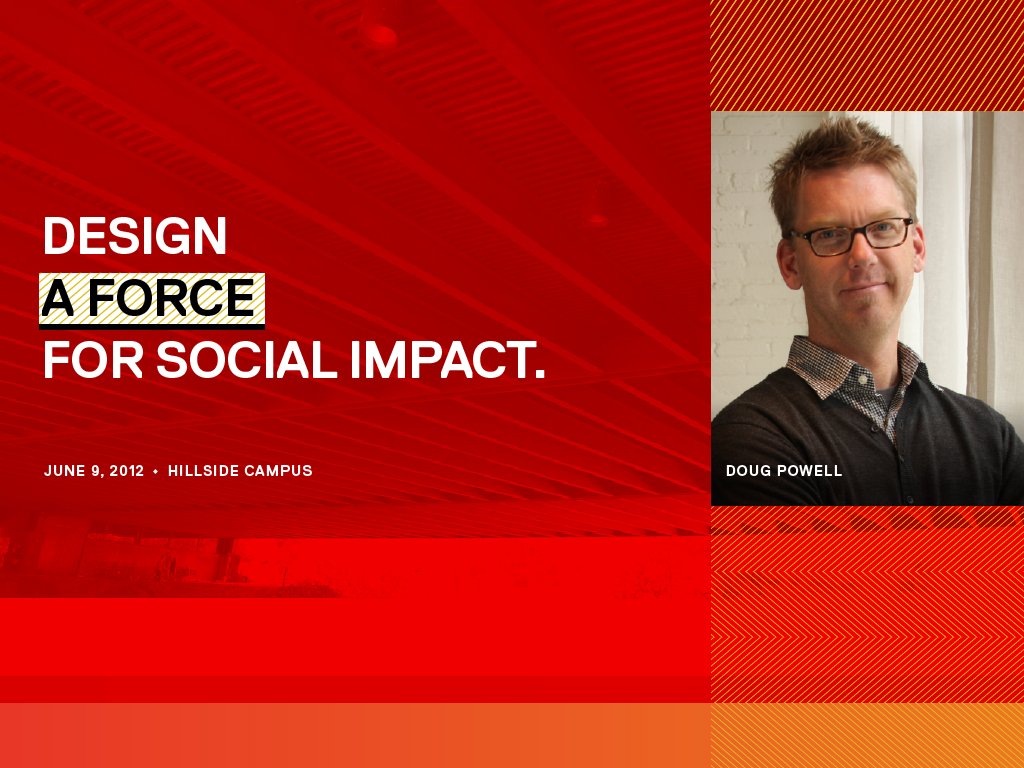 DESIGN
A FORCE
FOR SOCIAL IMPACT.
JUNE 9, 2012 • HILLSIDE CAMPUS
DOUG POWELL